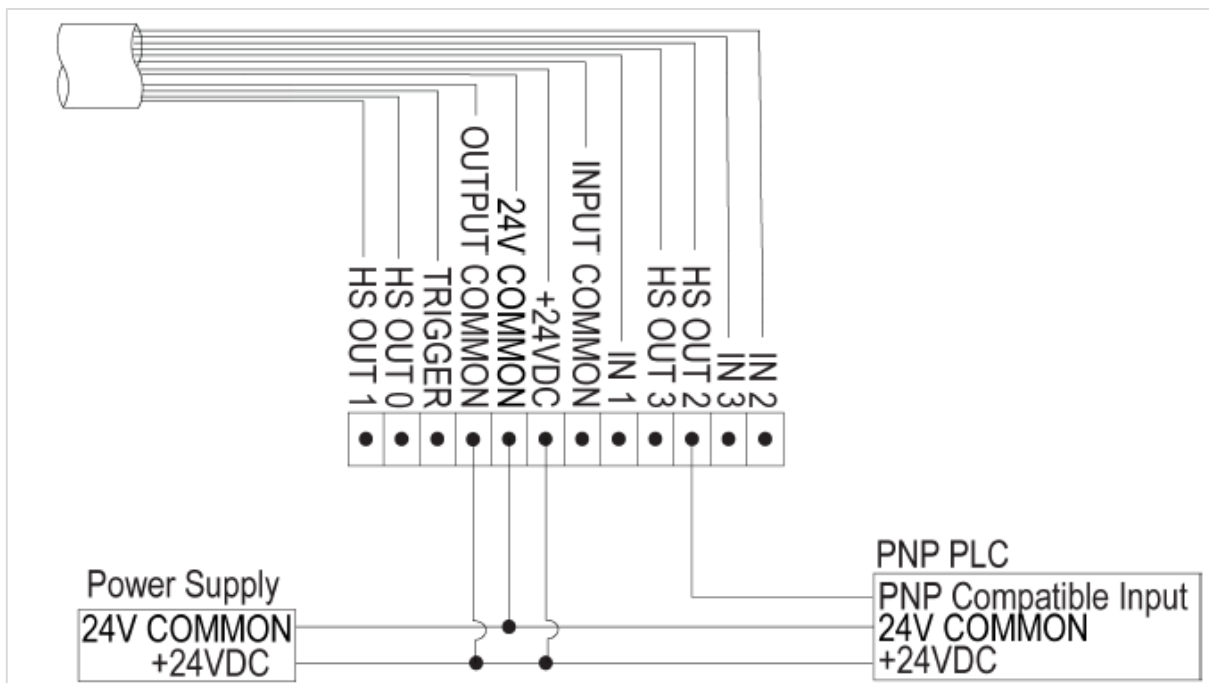 HS OUT 1
HS OUT 0
TRIGGER
OUTPUT COMMON
24V COMMON
+24VDC
INPUT COMMON
IN 1
HS OUT 3
HS OUT 2
IN 3
IN 2
Power Supply
24V COMMON
+24VDC
PNP PLC
PNP Compatible Input
24V COMMON
+24VDC